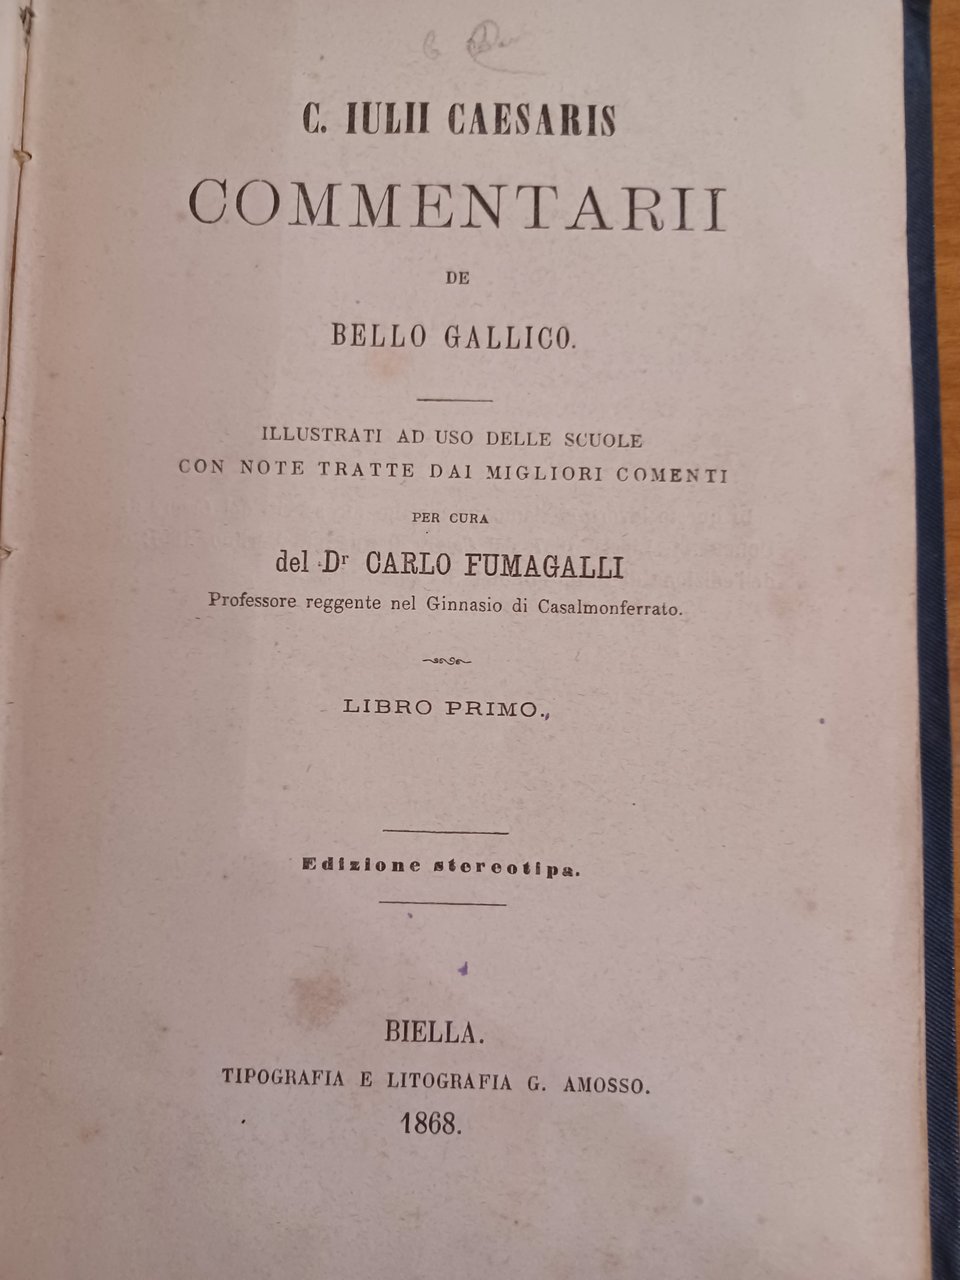 C. IULII CAESARIS
COMMENTARII
DE
BELLO GALLICO.
ILLUSTRATI AD USO DELLE SCUOLE
CON NOTE TRATTE DAI MIGLIORI COMENTI
PER CURA
del Dr CARLO FUMAGALLI
Professore reggente nel Ginnasio di Casalmonferrato.
LIBRO PRIMO.
Edizione stereotipa.
BIELLA.
TIPOGRAFIA E LITOGRAFIA G. AMOSSO.
1868.